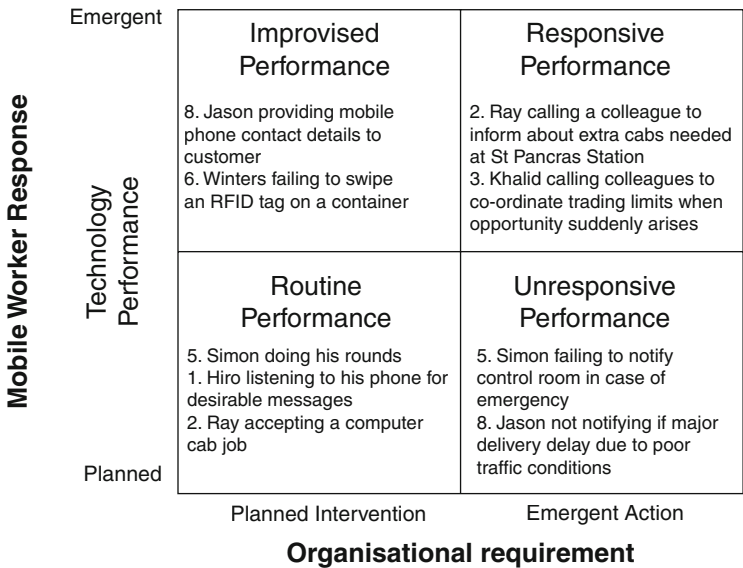 Emergent
Mobile Worker Response
Technology
Performance
Planned
Improvised
Performance
8. Jason providing mobile
phone contact details to
customer
6. Winters failing to swipe
an RFID tag on a container
Responsive
Performance
2. Ray calling a colleague to
inform about extra cabs needed
at St Pancras Station
3. Khalid calling colleagues to
co-ordinate trading limits when
opportunity suddenly arises
Routine
Performance
5. Simon doing his rounds
1. Hiro listening to his phone for
desirable messages
2. Ray accepting a computer
cab job
Unresponsive
Performance
5. Simon failing to notify
control room in case of
emergency
8. Jason not notifying if major
delivery delay due to poor
traffic conditions
Planned Intervention
Emergent Action
Organisational requirement